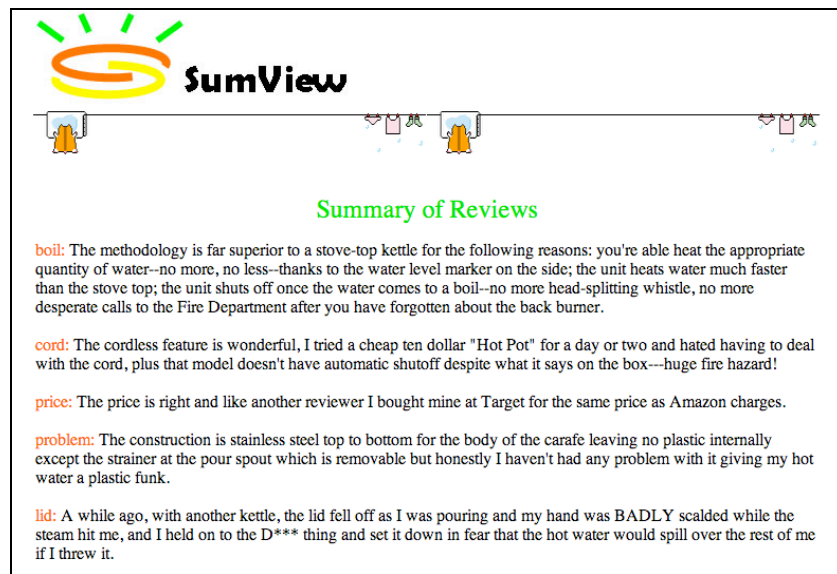 SumView
Summary of Reviews
boil: The methodology is far superior to a stove-top kettle for the following reasons: you're able heat the appropriate
quantity of water--no more, no less--thanks to the water level marker on the side; the unit heats water much faster
than the stove top; the unit shuts off once the water comes to a boil--no more head-splitting whistle, no more
desperate calls to the Fire Department after you have forgotten about the back burner.
cord: The cordless feature is wonderful, I tried a cheap ten dollar "Hot Pot" for a day or two and hated having to deal
with the cord, plus that model doesn't have automatic shutoff despite what it says on the box---huge fire hazard!
price: The price is right and like another reviewer I bought mine at Target for the same price as Amazon charges.
problem: The construction is stainless steel top to bottom for the body of the carafe leaving no plastic internally
except the strainer at the pour spout which is removable but honestly I haven't had any problem with it giving my hot
water a plastic funk.
lid: A while ago, with another kettle, the lid fell off as I was pouring and my hand was BADLY scalded while the
steam hit me, and I held on to the D*** thing and set it down in fear that the hot water would spill over the rest of me
if I threw it.